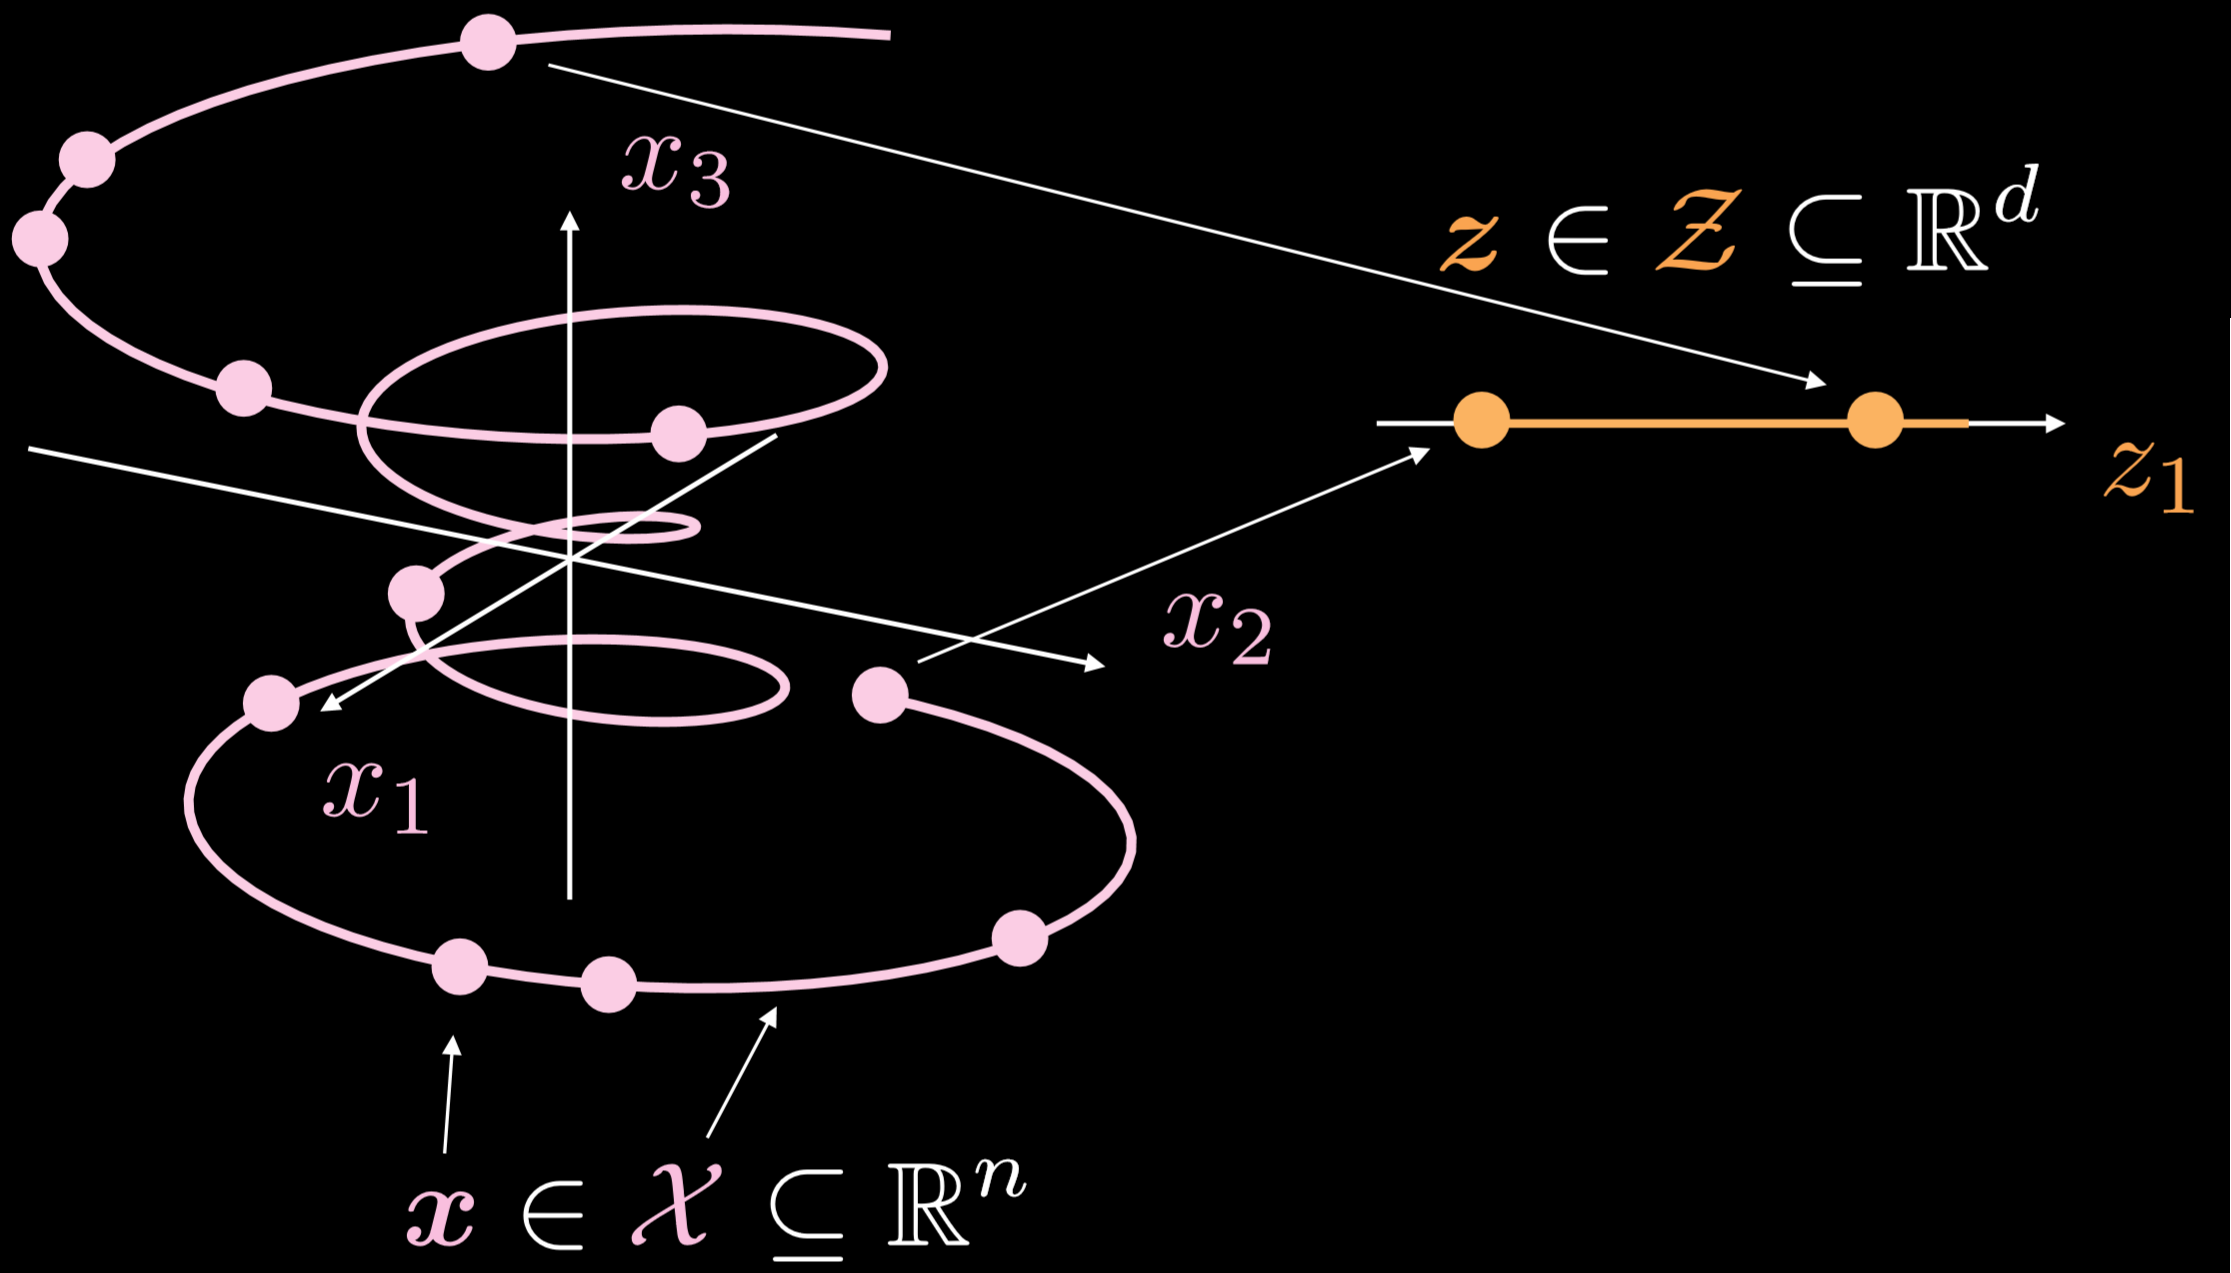 x₃
z ∈ 𝒵 ⊆ ℝᵈ
z₁
x₂
x₁
x ∈ 𝒳 ⊆ ℝⁿ